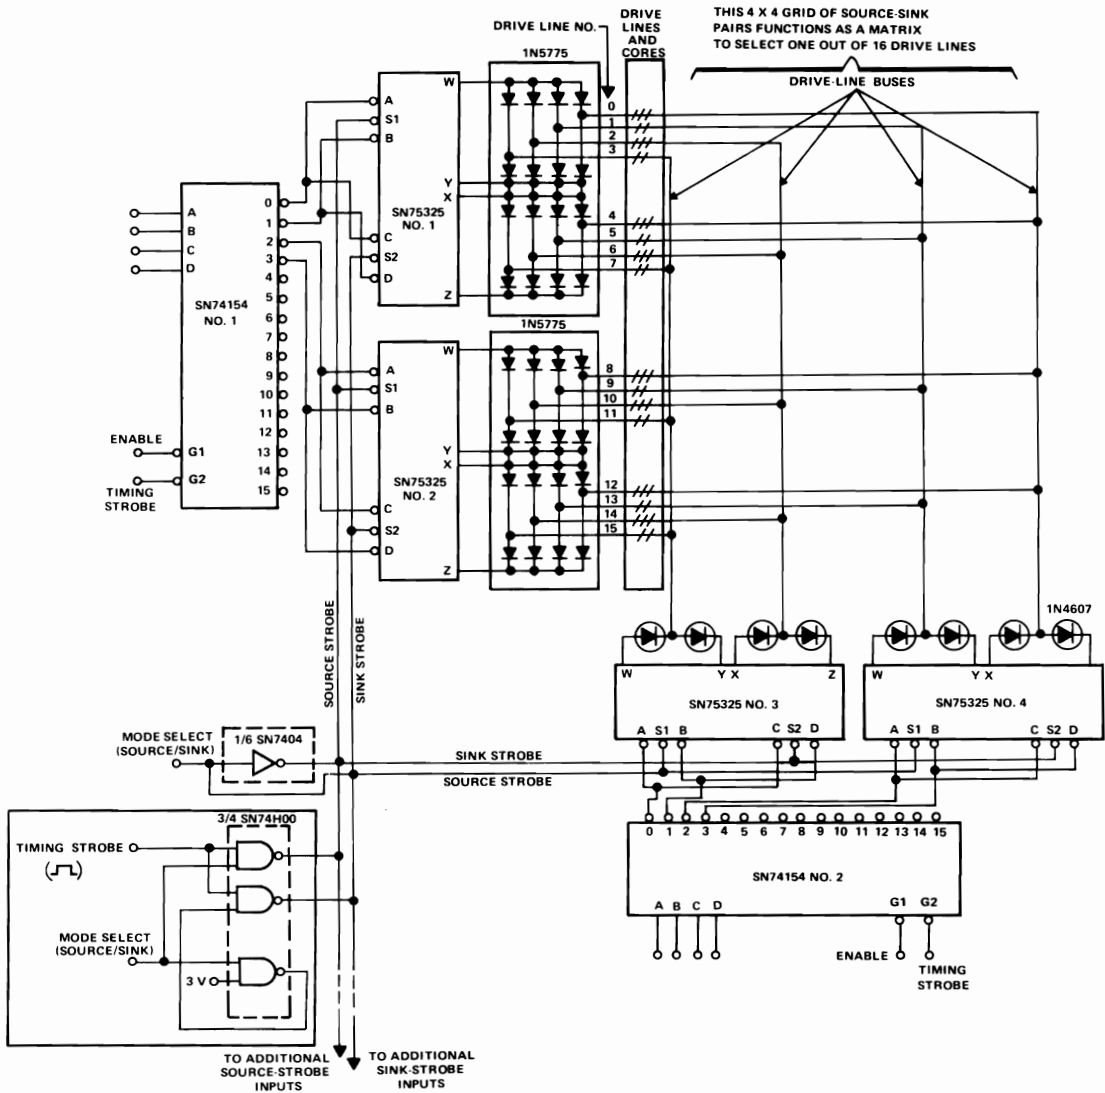 DRIVE LINE NO.
DRIVE
LINES
AND
CORES
THIS 4 X 4 GRID OF SOURCE-SINK
PAIRS FUNCTIONS AS A MATRIX
TO SELECT ONE OUT OF 16 DRIVE LINES
DRIVE-LINE BUSES
1N5775
A
S1
B
C
S2
D
W
Y
X
Z
SN75325
NO. 1
0
1
2
3
4
5
6
7
A
B
C
D
SN74154
NO. 1
0
1
2
3
4
5
6
7
8
9
10
11
12
13
14
15
ENABLE
G1
G2
TIMING
STROBE
1N5775
A
S1
B
C
S2
D
W
Y
X
Z
SN75325
NO. 2
8
9
10
11
12
13
14
15
SOURCE STROBE
SINK STROBE
1N4607
W
Y X
Z
SN75325 NO. 3
A S1 B
C S2 D
W
Y X
Z
SN75325 NO. 4
A S1 B
C S2 D
MODE SELECT
(SOURCE/SINK)
1/6 SN7404
SINK STROBE
SOURCE STROBE
0 1 2 3 4 5 6 7 8 9 10 11 12 13 14 15
SN74154 NO. 2
A B C D
G1 G2
ENABLE
TIMING
STROBE
3/4 SN74H00
TIMING STROBE
MODE SELECT
(SOURCE/SINK)
3 V
TO ADDITIONAL
SOURCE-STROBE
INPUTS
TO ADDITIONAL
SINK-STROBE
INPUTS